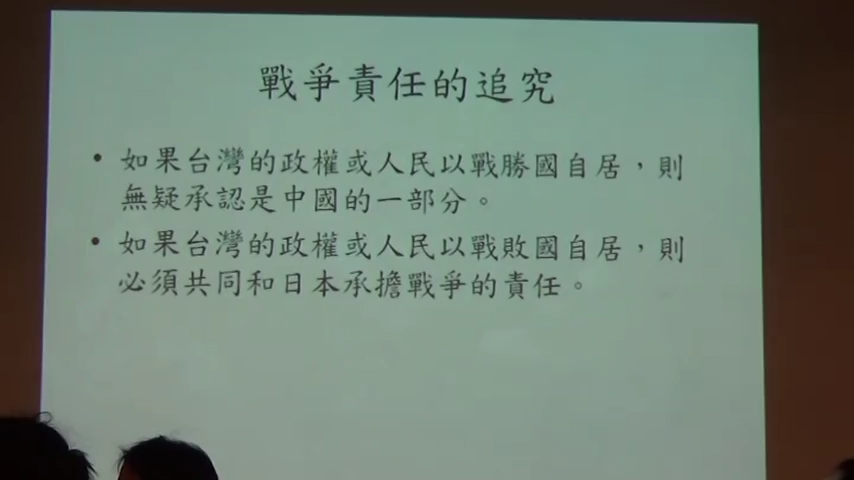 戰爭責任的追究
• 如果台灣的政權或人民以戰勝國自居，則
無疑承認是中國的一部分。
• 如果台灣的政權或人民以戰敗國自居，則
必須共同和日本承擔戰爭的責任。